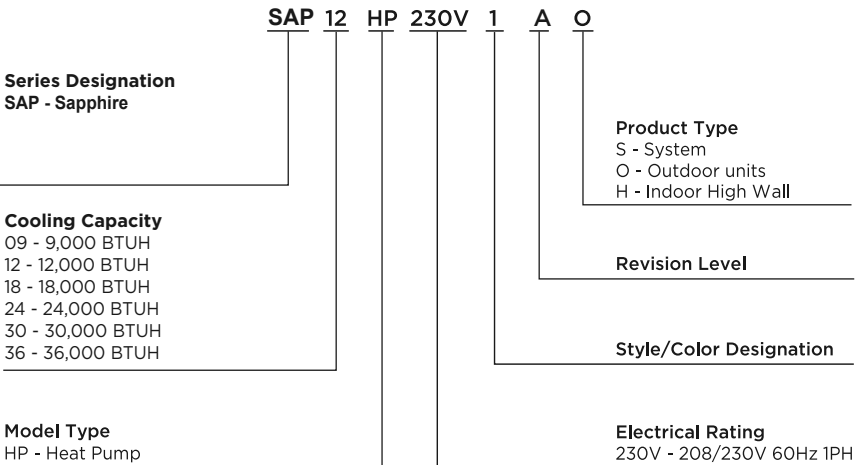 SAP 12 HP 230V 1 A O
Series Designation
SAP - Sapphire
Cooling Capacity
09 - 9,000 BTUH
12 - 12,000 BTUH
18 - 18,000 BTUH
24 - 24,000 BTUH
30 - 30,000 BTUH
36 - 36,000 BTUH
Model Type
HP - Heat Pump
Product Type
S - System
O - Outdoor units
H - Indoor High Wall
Revision Level
Style/Color Designation
Electrical Rating
230V - 208/230V 60Hz 1PH